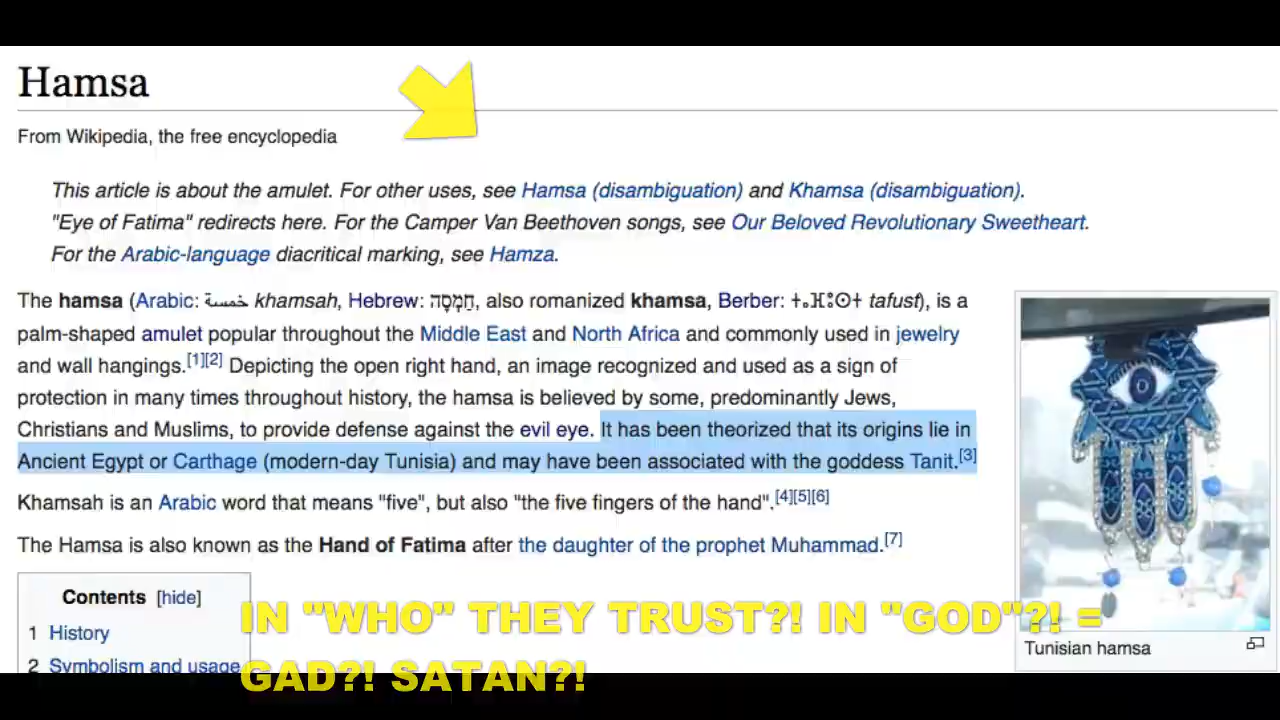 Hamsa
From Wikipedia, the free encyclopedia
This article is about the amulet. For other uses, see Hamsa (disambiguation) and Khamsa (disambiguation).
"Eye of Fatima" redirects here. For the Camper Van Beethoven songs, see Our Beloved Revolutionary Sweetheart.
For the Arabic-language diacritical marking, see Hamza.
The hamsa (Arabic: خمسة khamsah, Hebrew: חַמְסָה, also romanized khamsa, Berber: ⵜⴰⴼⵓⵙⵜ tafust), is a
palm-shaped amulet popular throughout the Middle East and North Africa and commonly used in jewelry
and wall hangings.[1][2] Depicting the open right hand, an image recognized and used as a sign of
protection in many times throughout history, the hamsa is believed by some, predominantly Jews,
Christians and Muslims, to provide defense against the evil eye. It has been theorized that its origins lie in
Ancient Egypt or Carthage (modern-day Tunisia) and may have been associated with the goddess Tanit.[3]
Khamsah is an Arabic word that means "five", but also "the five fingers of the hand".[4][5][6]
The Hamsa is also known as the Hand of Fatima after the daughter of the prophet Muhammad.[7]
Contents [hide]
1 History
2 Symbolism and usage
Tunisian hamsa
IN "WHO" THEY TRUST?! IN "GOD"?! =
GAD?! SATAN?!